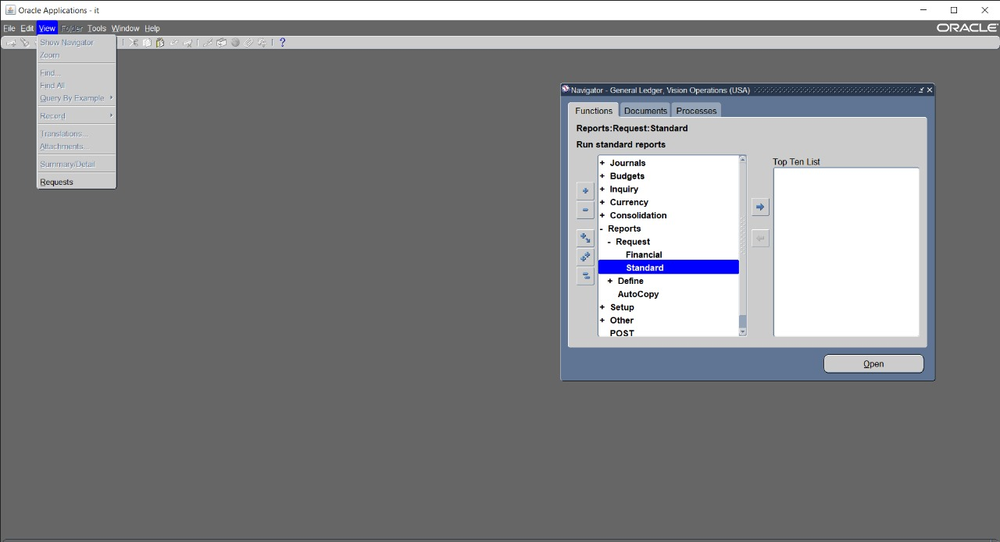 Oracle Applications - it
File Edit View Folder Tools Window Help
ORACLE
Show Navigator
Zoom
Find...
Find All
Query By Example
Record
Translations...
Attachments...
Summary/Detail
Requests
Navigator - General Ledger, Vision Operations (USA)
Functions Documents Processes
Reports:Request:Standard
Run standard reports
+ Journals
+ Budgets
+ Inquiry
+ Currency
+ Consolidation
- Reports
- Request
Financial
Standard
+ Define
AutoCopy
+ Setup
+ Other
POST
Top Ten List
Open